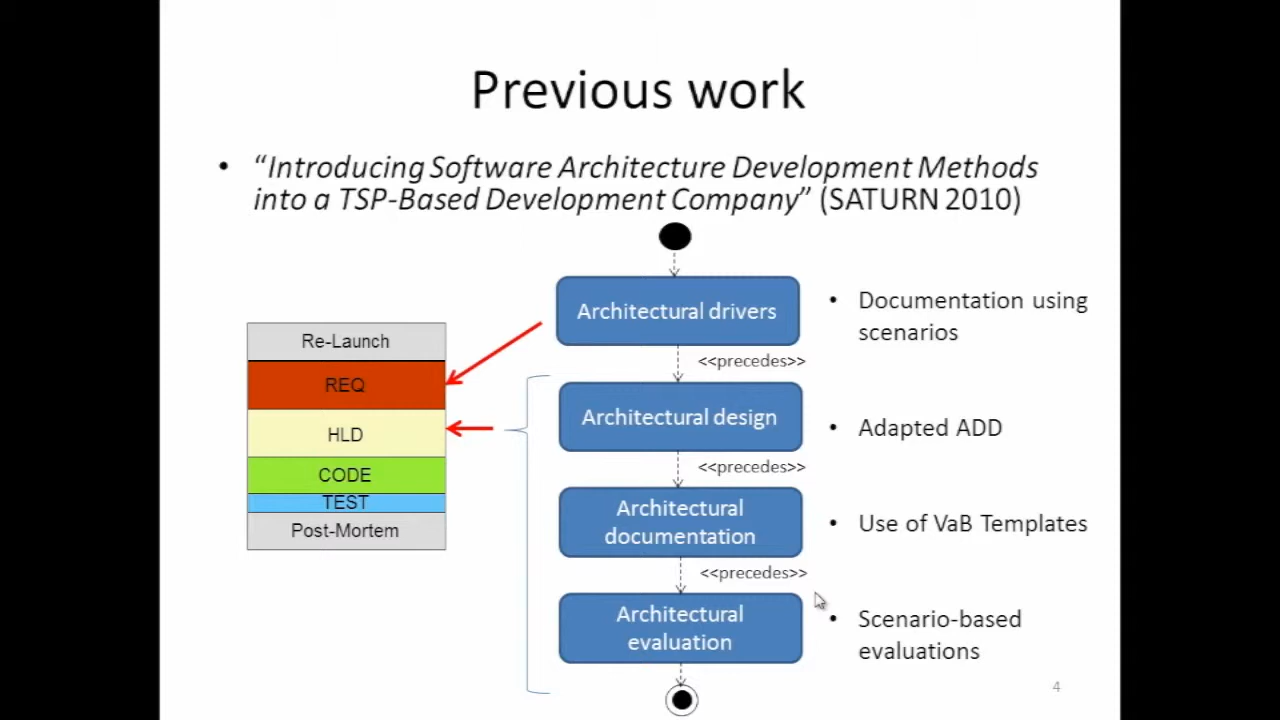 Previous work
• “Introducing Software Architecture Development Methods
into a TSP-Based Development Company” (SATURN 2010)
Re-Launch
REQ
HLD
CODE
TEST
Post-Mortem
Architectural drivers
<<precedes>>
Architectural design
<<precedes>>
Architectural
documentation
<<precedes>>
Architectural
evaluation
• Documentation using
scenarios
• Adapted ADD
• Use of VaB Templates
• Scenario-based
evaluations
4